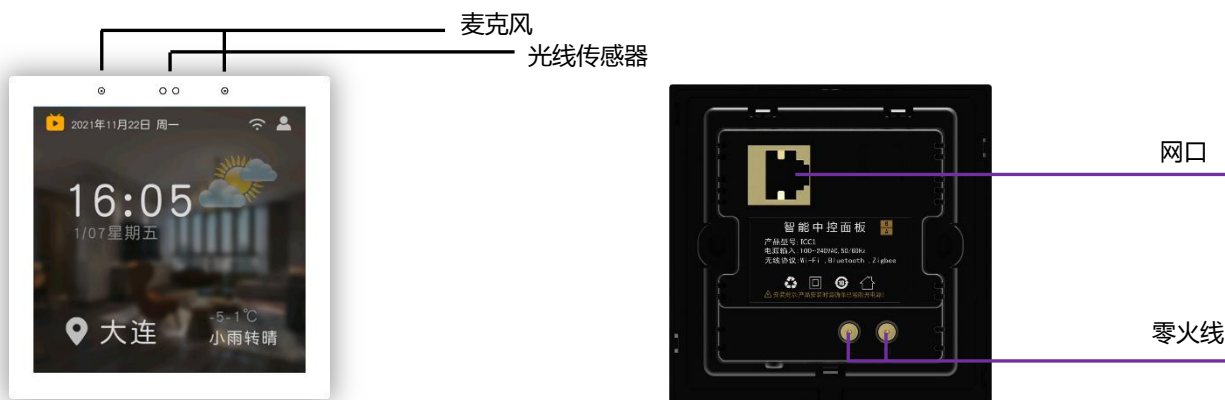 麦克风
光线传感器
2021年11月22日 周一
16:05
1/07星期五
大连
-5-1℃
小雨转晴
网口
智能中控面板
产品型号:ICC1
电源输入:100-240VAC,50/60Hz
无线协议:Wi-Fi ,Bluetooth ,Zigbee
零火线